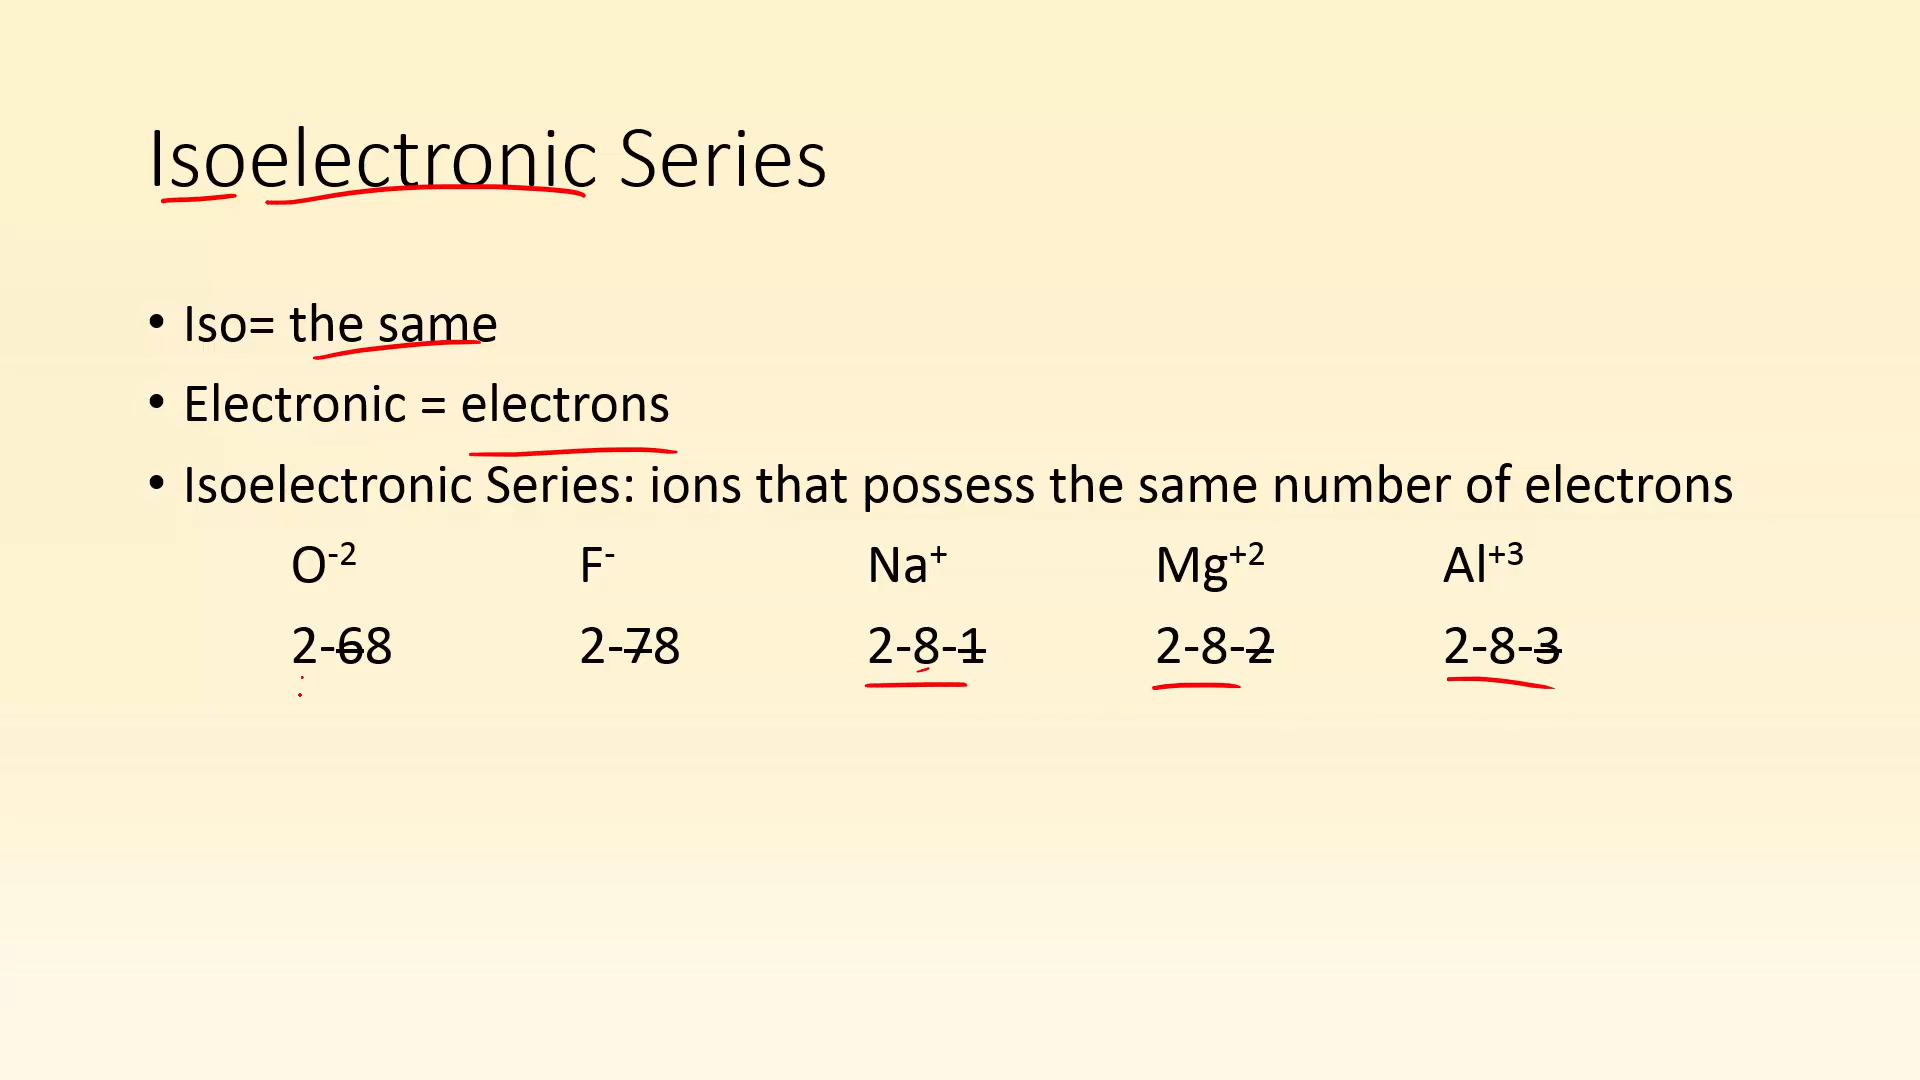 Isoelectronic Series
• Iso= the same
• Electronic = electrons
• Isoelectronic Series: ions that possess the same number of electrons
O⁻² F⁻ Na⁺ Mg⁺² Al⁺³
2-68 2-78 2-8-1 2-8-2 2-8-3